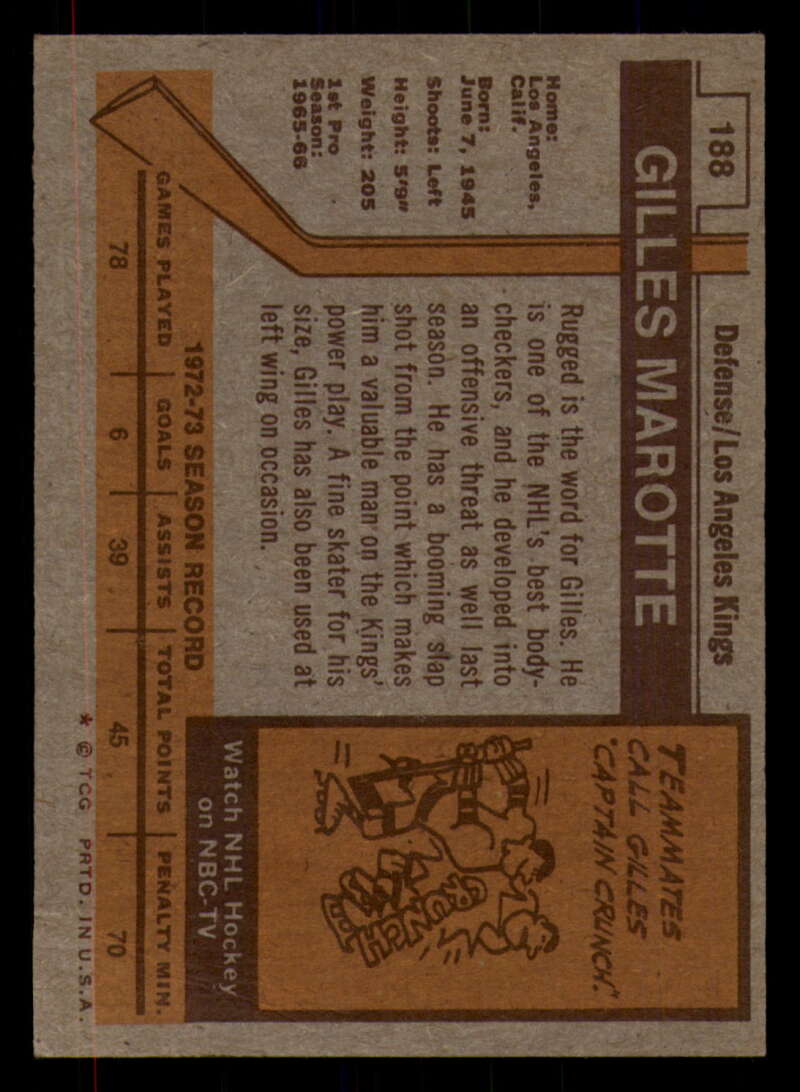 188
Defense/Los Angeles Kings
GILLES MAROTTE
Home:
Los Angeles,
Calif.
Born:
June 7, 1945
Shoots: Left
Height: 5'9"
Weight: 205
1st Pro
Season:
1965-66
Rugged is the word for Gilles. He
is one of the NHL's best body-
checkers, and he developed into
an offensive threat as well last
season. He has a booming slap
shot from the point which makes
him a valuable man on the Kings'
power play. A fine skater for his
size, Gilles has also been used at
left wing on occasion.
TEAMMATES
CALL GILLES
"CAPTAIN CRUNCH."
CRUNCH
Watch NHL Hockey
on NBC-TV
1972-73 SEASON RECORD
GAMES PLAYED GOALS ASSISTS TOTAL POINTS PENALTY MIN.
78 6 39 45 70
* © TCG PRTD. IN U.S.A.